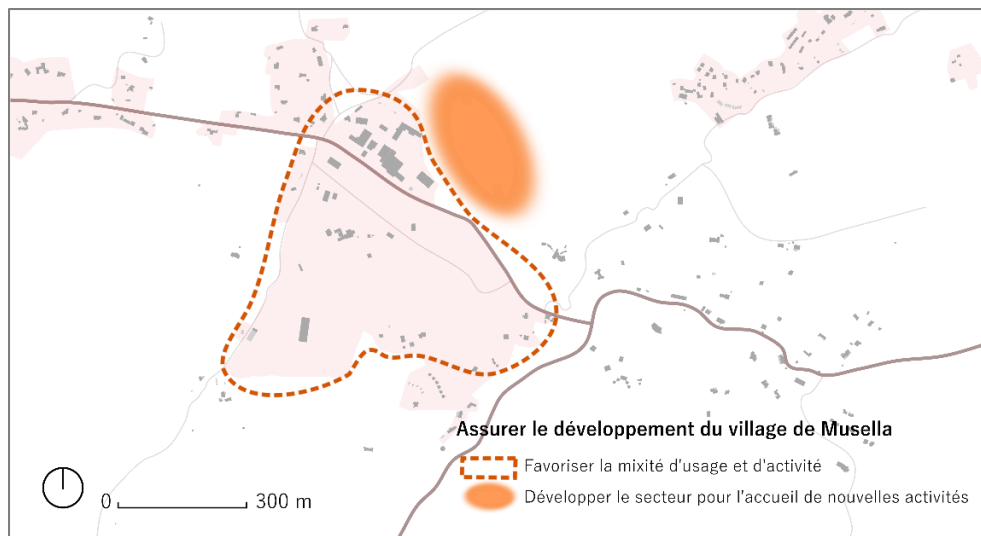 Assurer le développement du village de Musella
Favoriser la mixité d'usage et d'activité
Développer le secteur pour l'accueil de nouvelles activités
0 300 m